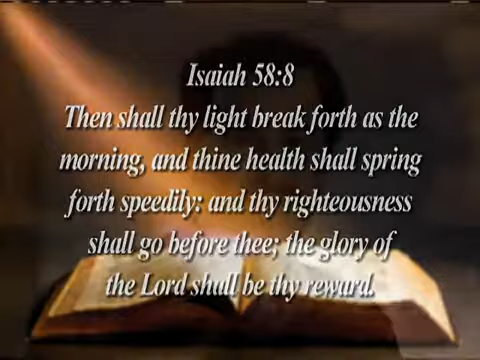 Isaiah 58:8
Then shall thy light break forth as the
morning, and thine health shall spring
forth speedily: and thy righteousness
shall go before thee; the glory of
the Lord shall be thy reward.